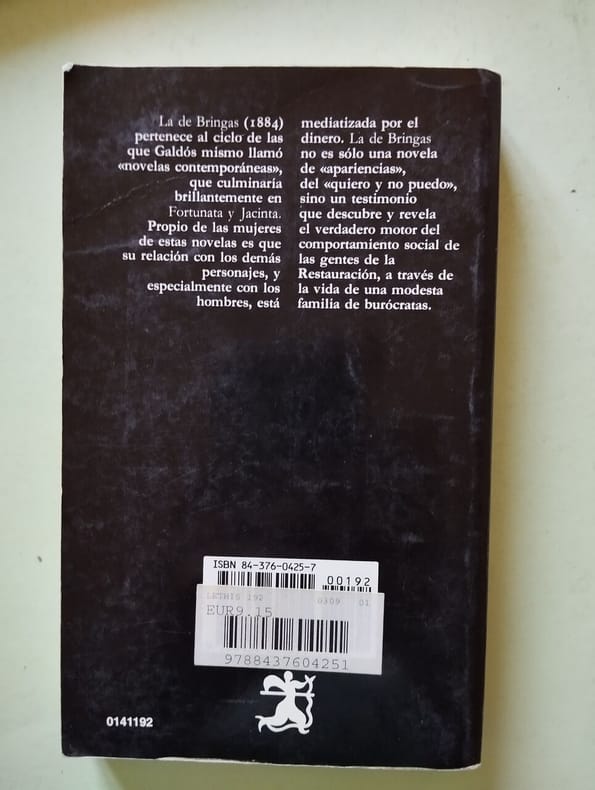 La de Bringas (1884)
pertenece al ciclo de las
que Galdós mismo llamó
«novelas contemporáneas»,
que culminaría
brillantemente en
Fortunata y Jacinta.
Propio de las mujeres
de estas novelas es que
su relación con los demás
personajes, y
especialmente con los
hombres, está
mediatizada por el
dinero. La de Bringas
no es sólo una novela
de «apariencias»,
del «quiero y no puedo»,
sino un testimonio
que descubre y revela
el verdadero motor del
comportamiento social de
las gentes de la
Restauración, a través de
la vida de una modesta
familia de burócratas.
ISBN 84-376-0425-7
00192
LETHIS 192 0309 01
EUR9.15
9788437604251
0141192